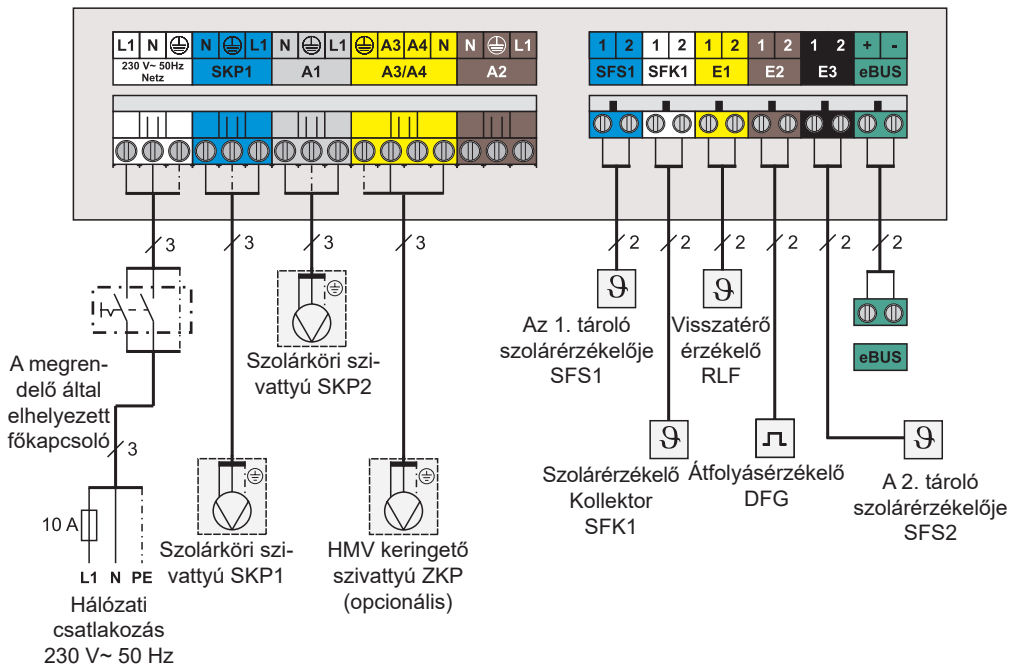 L1 N N L1 N L1 A3 A4 N N L1
230 V~ 50Hz
Netz
SKP1 A1 A3/A4 A2
1 2 1 2 1 2 1 2 1 2 + -
SFS1 SFK1 E1 E2 E3 eBUS
3 3 3 3 2 2 2 2 2 2
Szolárköri szi-
vattyú SKP2
Az 1. tároló
szolárérzékelője
SFS1
Visszatérő
érzékelő
RLF
eBUS
A megren-
delő által
elhelyezett
főkapcsoló
3
10 A
L1 N PE
Hálózati
csatlakozás
230 V~ 50 Hz
Szolárköri szi-
vattyú SKP1
HMV keringető
szivattyú ZKP
(opcionális)
Szolárérzékelő
Kollektor
SFK1
Átfolyásérzékelő
DFG
A 2. tároló
szolárérzékelője
SFS2